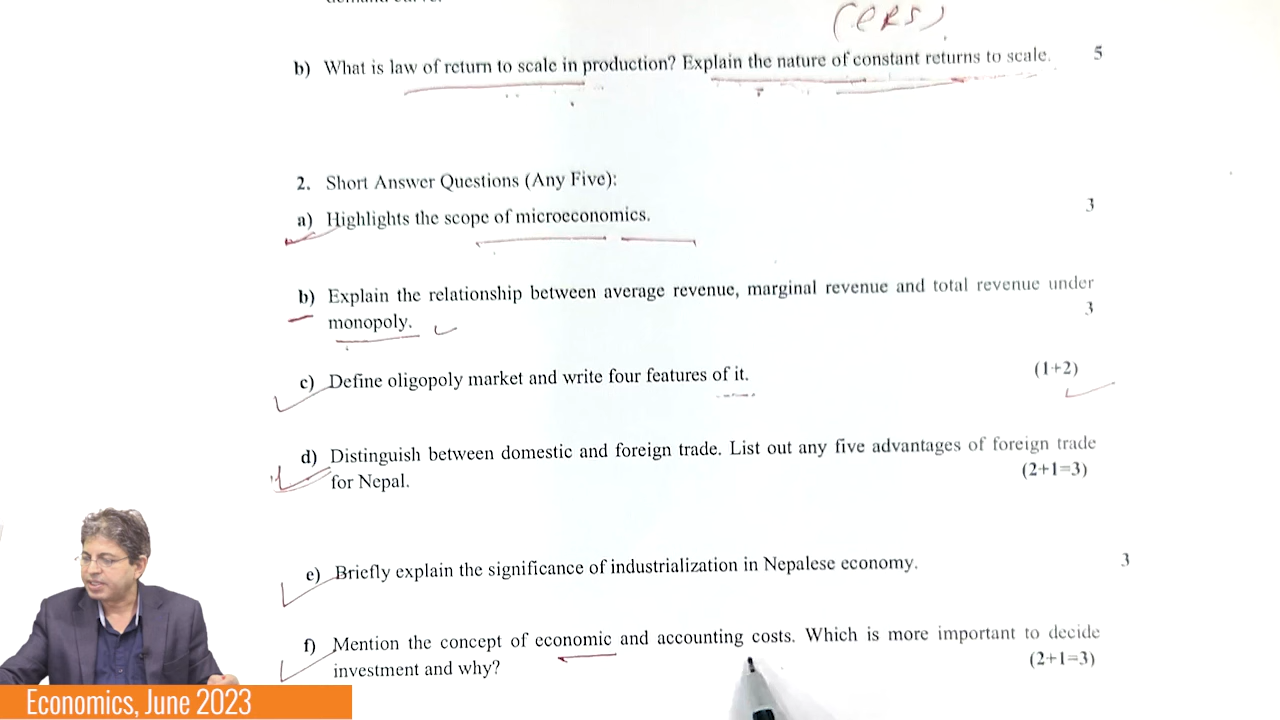 (CRS)
b) What is law of return to scale in production? Explain the nature of constant returns to scale. 5
2. Short Answer Questions (Any Five):
a) Highlights the scope of microeconomics. 3
b) Explain the relationship between average revenue, marginal revenue and total revenue under
monopoly. 3
c) Define oligopoly market and write four features of it. (1+2)
d) Distinguish between domestic and foreign trade. List out any five advantages of foreign trade
for Nepal. (2+1=3)
e) Briefly explain the significance of industrialization in Nepalese economy. 3
f) Mention the concept of economic and accounting costs. Which is more important to decide
investment and why? (2+1=3)
Economics, June 2023